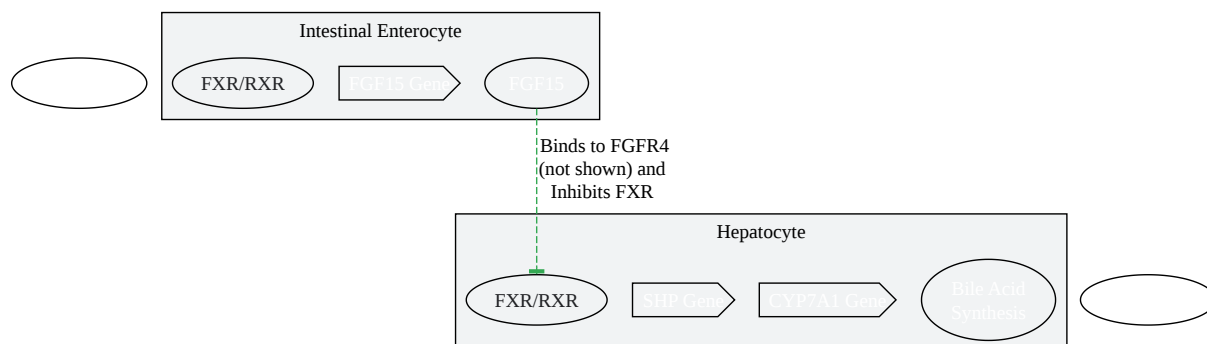 Intestinal Enterocyte
FXR/RXR
FGF15 Gene
FGF15
Binds to FGFR4
(not shown) and
Inhibits FXR
Hepatocyte
FXR/RXR
SHP Gene
CYP7A1 Gene
Bile Acid
Synthesis